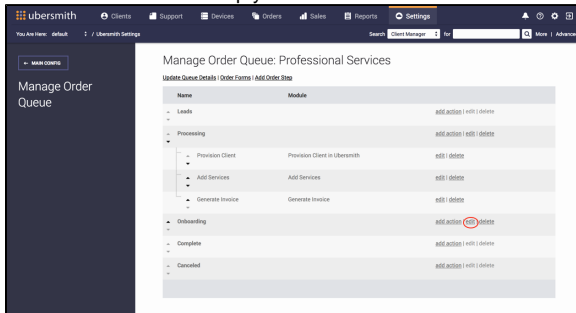 ubersmith Clients Support Devices Orders Sales Reports Settings
You Are Here: default / Ubersmith Settings Search Client Manager for More | Advanced
← MAIN CONFIG
Manage Order Queue
Manage Order Queue: Professional Services
Update Queue Details | Order Forms | Add Order Step
Name Module
Leads add action | edit | delete
Processing add action | edit | delete
Provision Client Provision Client in Ubersmith edit | delete
Add Services Add Services edit | delete
Generate Invoice Generate Invoice edit | delete
Onboarding add action | edit | delete
Complete add action | edit | delete
Canceled add action | edit | delete